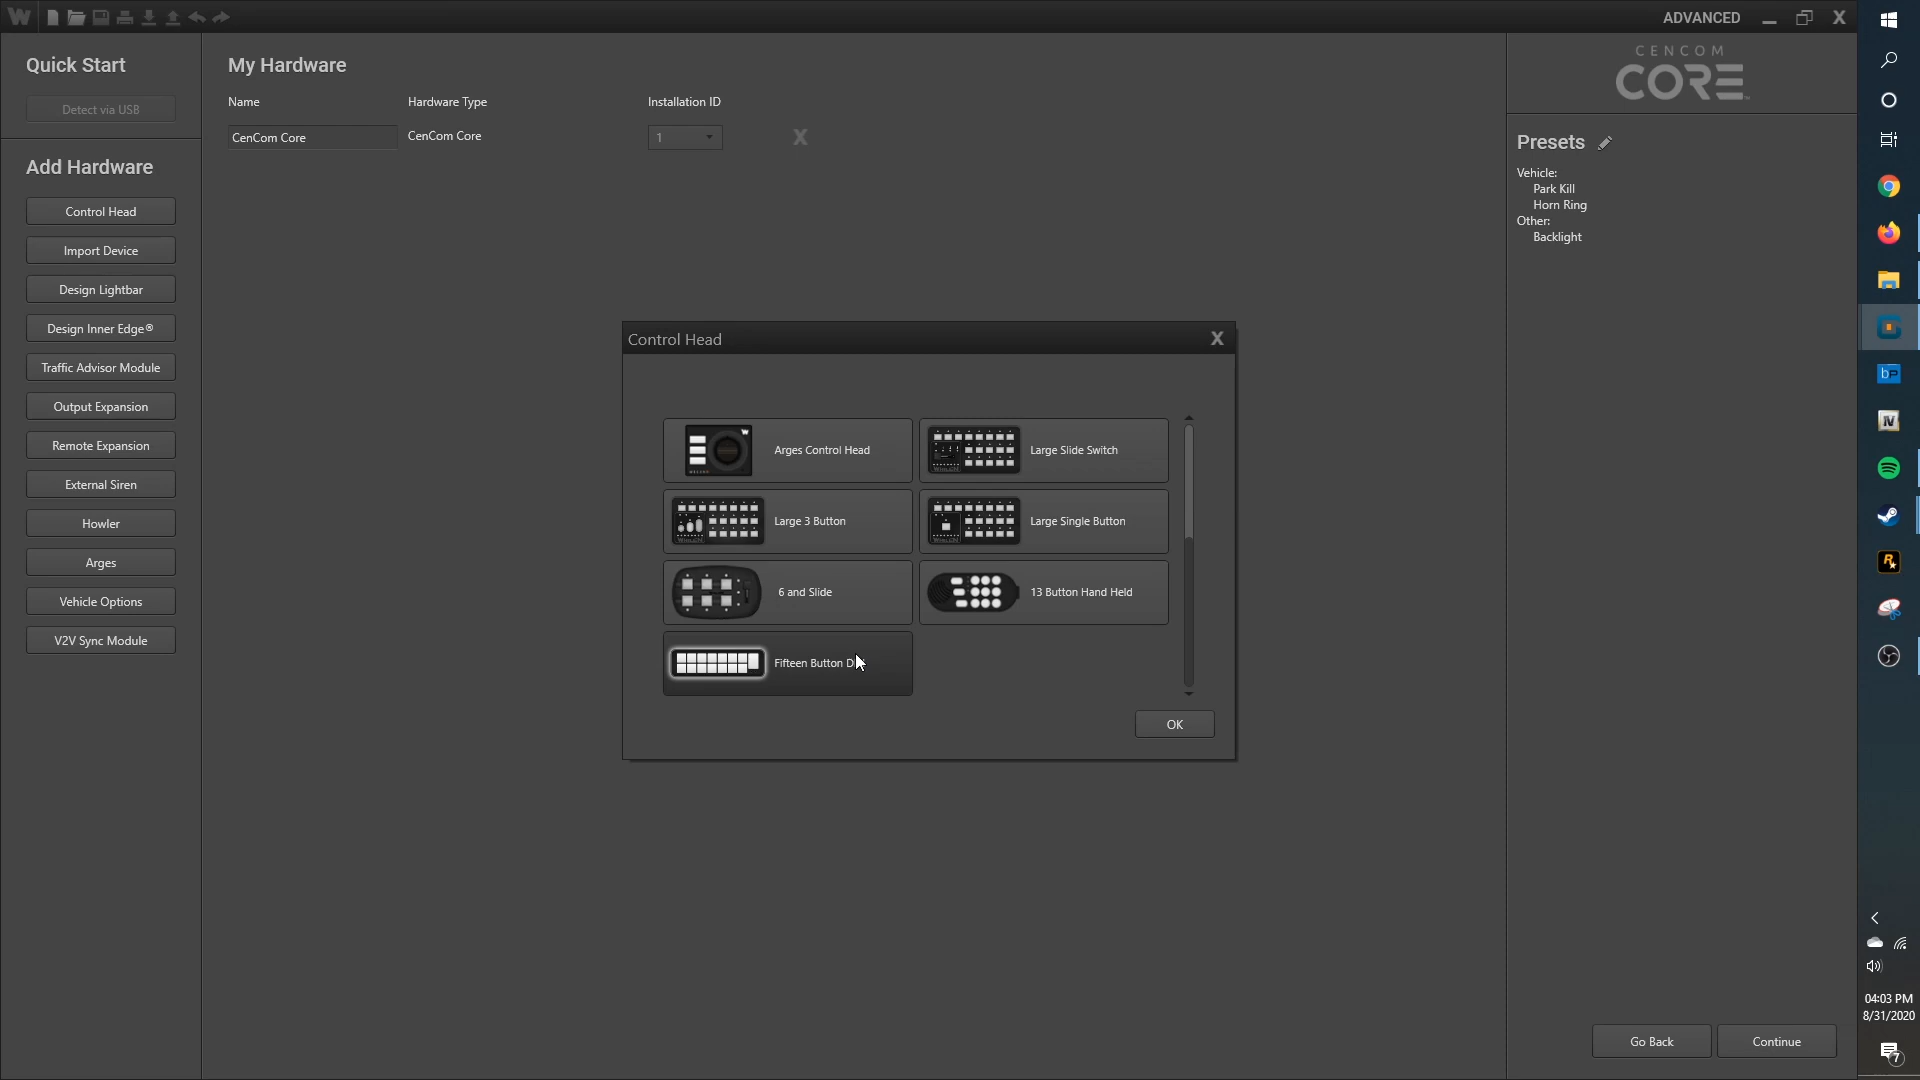 ADVANCED
Quick Start
Detect via USB
Add Hardware
Control Head
Import Device
Design Lightbar
Design Inner Edge®
Traffic Advisor Module
Output Expansion
Remote Expansion
External Siren
Howler
Arges
Vehicle Options
V2V Sync Module
My Hardware
Name Hardware Type Installation ID
CenCom Core CenCom Core 1 X
Control Head X
Arges Control Head
Large Slide Switch
Large 3 Button
Large Single Button
6 and Slide
13 Button Hand Held
Fifteen Button D
OK
CENCOM
CORE
Presets
Vehicle:
Park Kill
Horn Ring
Other:
Backlight
Go Back
Continue
04:03 PM
8/31/2020
7